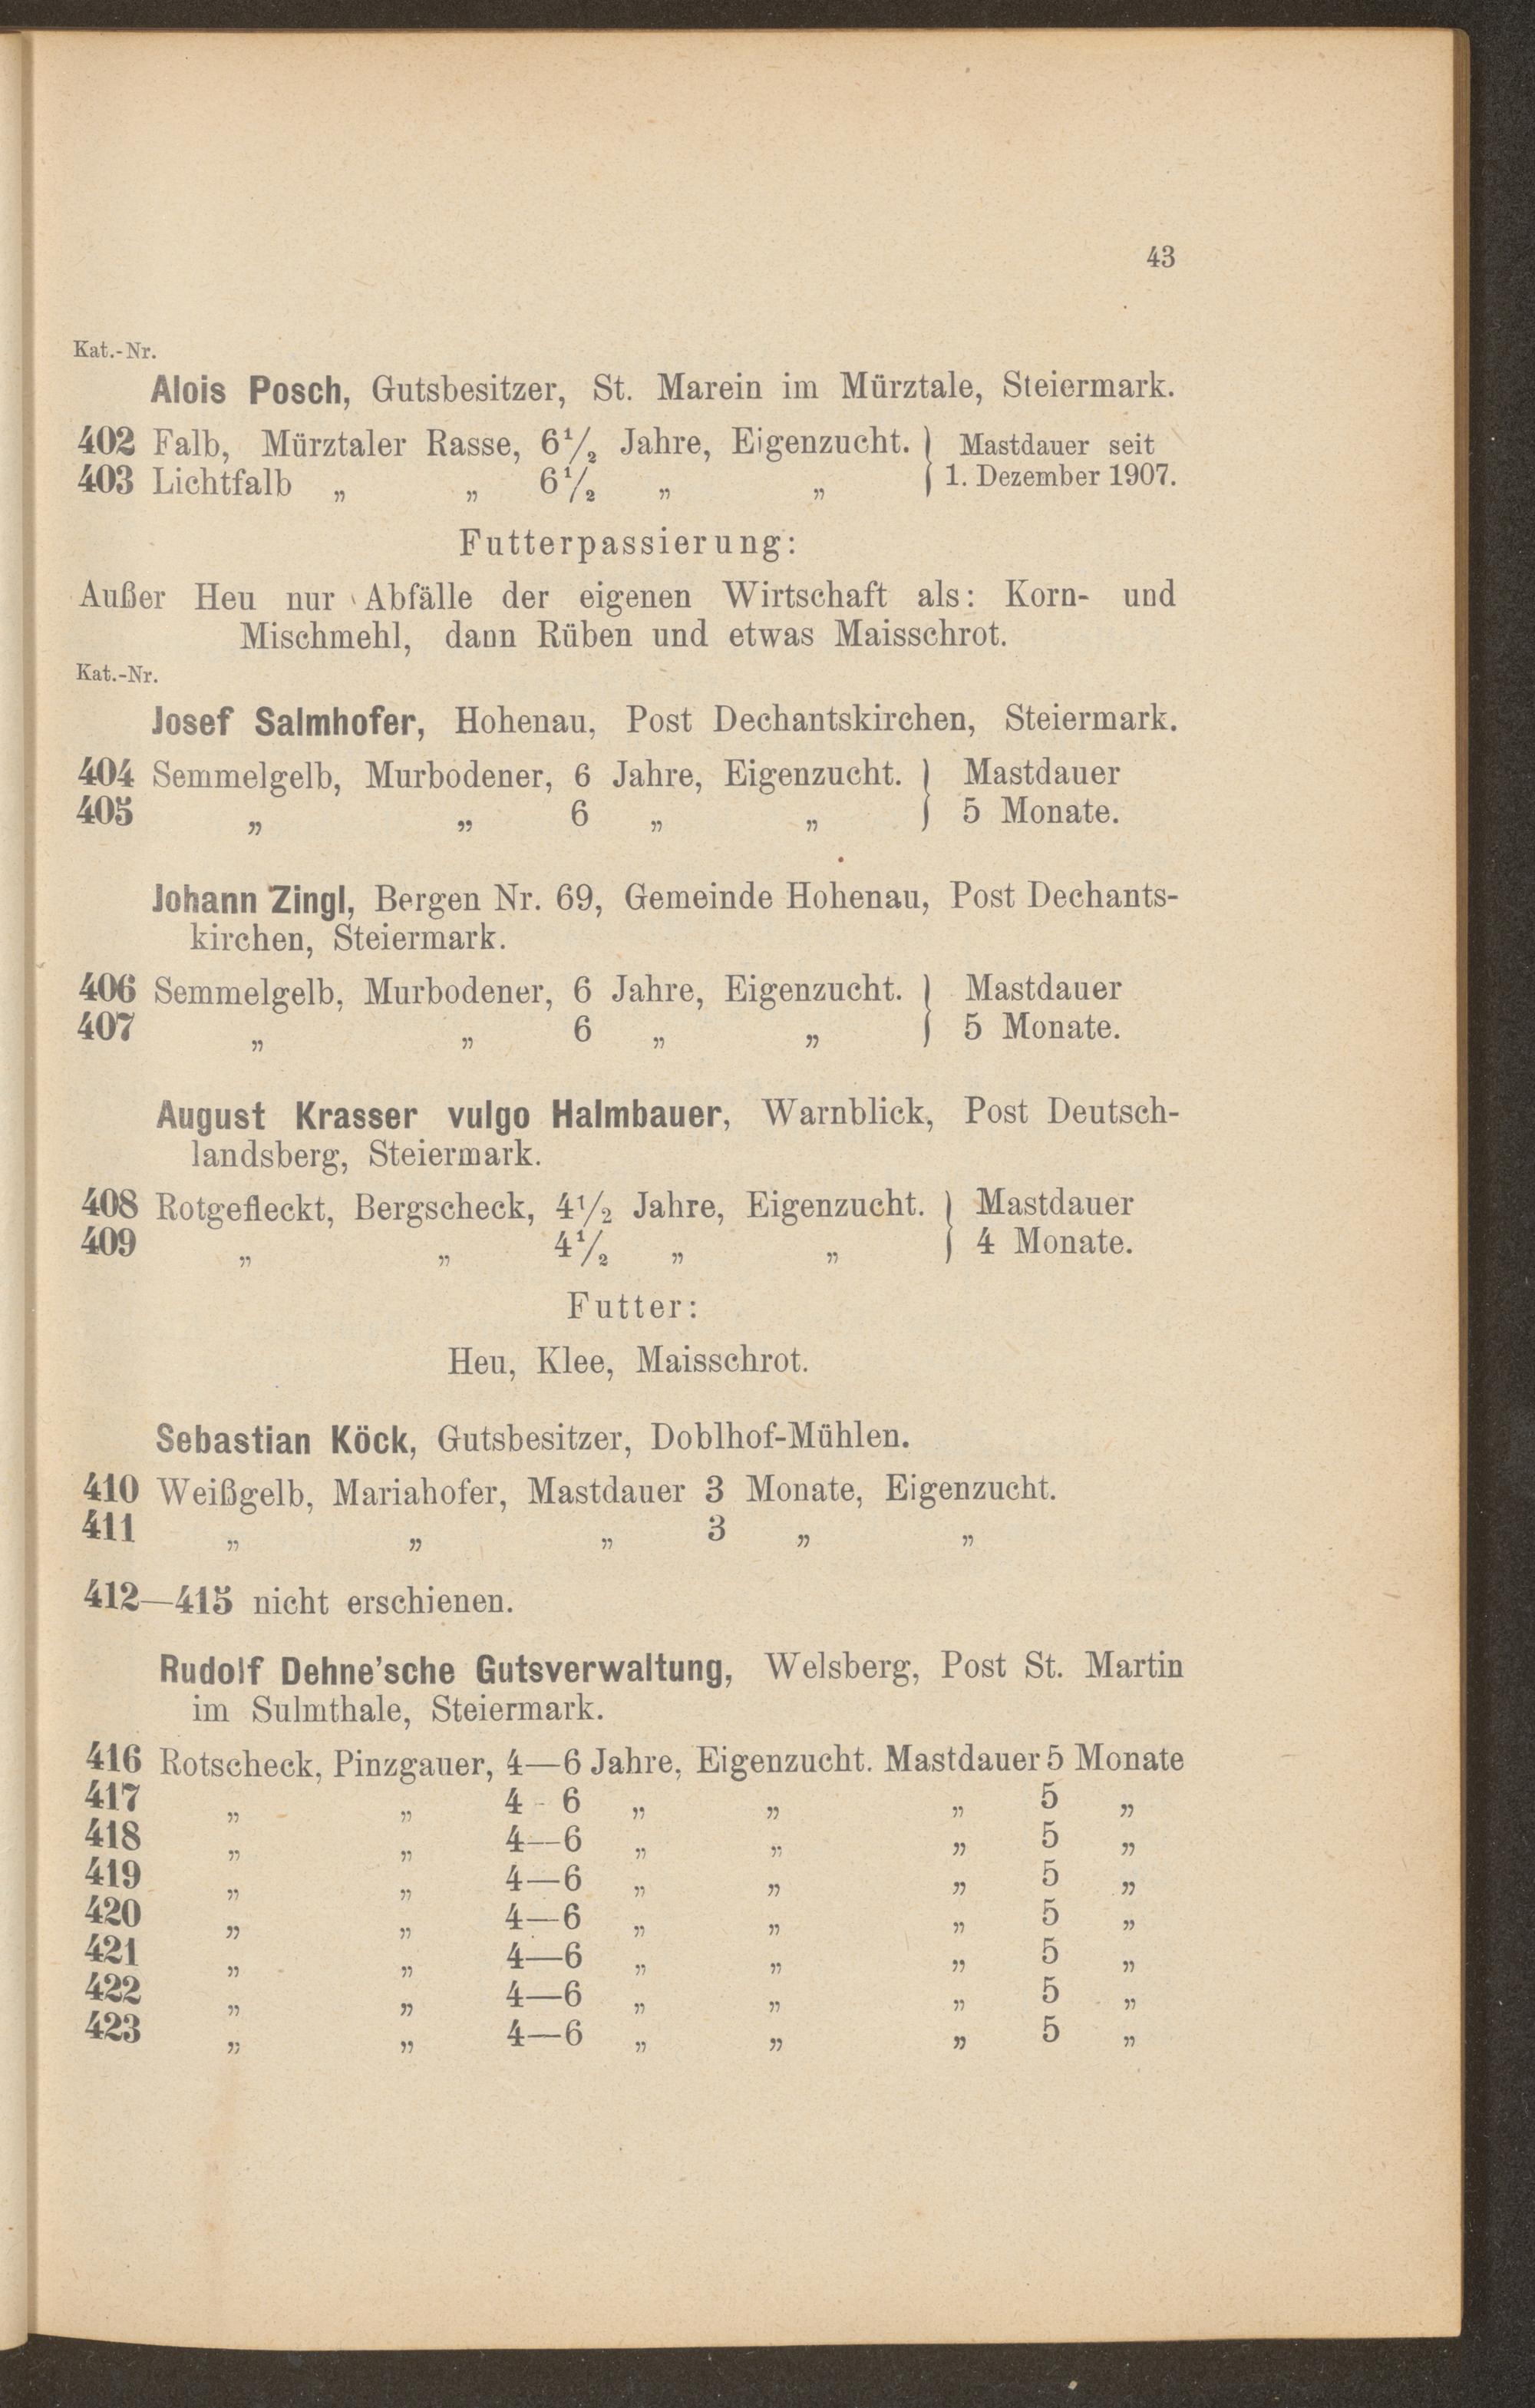 43
Kat.-Nr.
Alois Posch, Gutsbesitzer, St. Marein im Mürztale, Steiermark.
402 Falb, Mürztaler Rasse, 6 1/2 Jahre, Eigenzucht. } Mastdauer seit
403 Lichtfalb „ „ 6 1/2 „ „ } 1. Dezember 1907.
Futterpassierung:
Außer Heu nur Abfälle der eigenen Wirtschaft als: Korn- und
Mischmehl, dann Rüben und etwas Maisschrot.
Kat.-Nr.
Josef Salmhofer, Hohenau, Post Dechantskirchen, Steiermark.
404 Semmelgelb, Murbodener, 6 Jahre, Eigenzucht. } Mastdauer
405 „ „ 6 „ „ } 5 Monate.
Johann Zingl, Bergen Nr. 69, Gemeinde Hohenau, Post Dechants-
kirchen, Steiermark.
406 Semmelgelb, Murbodener, 6 Jahre, Eigenzucht. } Mastdauer
407 „ „ 6 „ „ } 5 Monate.
August Krasser vulgo Halmbauer, Warnblick, Post Deutsch-
landsberg, Steiermark.
408 Rotgefleckt, Bergscheck, 4 1/2 Jahre, Eigenzucht. } Mastdauer
409 „ „ 4 1/2 „ „ } 4 Monate.
Futter:
Heu, Klee, Maisschrot.
Sebastian Köck, Gutsbesitzer, Doblhof-Mühlen.
410 Weißgelb, Mariahofer, Mastdauer 3 Monate, Eigenzucht.
411 „ „ „ 3 „ „
412—415 nicht erschienen.
Rudolf Dehne'sche Gutsverwaltung, Welsberg, Post St. Martin
im Sulmthale, Steiermark.
416 Rotscheck, Pinzgauer, 4—6 Jahre, Eigenzucht. Mastdauer 5 Monate
417 „ „ 4-6 „ „ „ 5 „
418 „ „ 4—6 „ „ „ 5 „
419 „ „ 4—6 „ „ „ 5 „
420 „ „ 4—6 „ „ „ 5 „
421 „ „ 4—6 „ „ „ 5 „
422 „ „ 4—6 „ „ „ 5 „
423 „ „ 4—6 „ „ „ 5 „